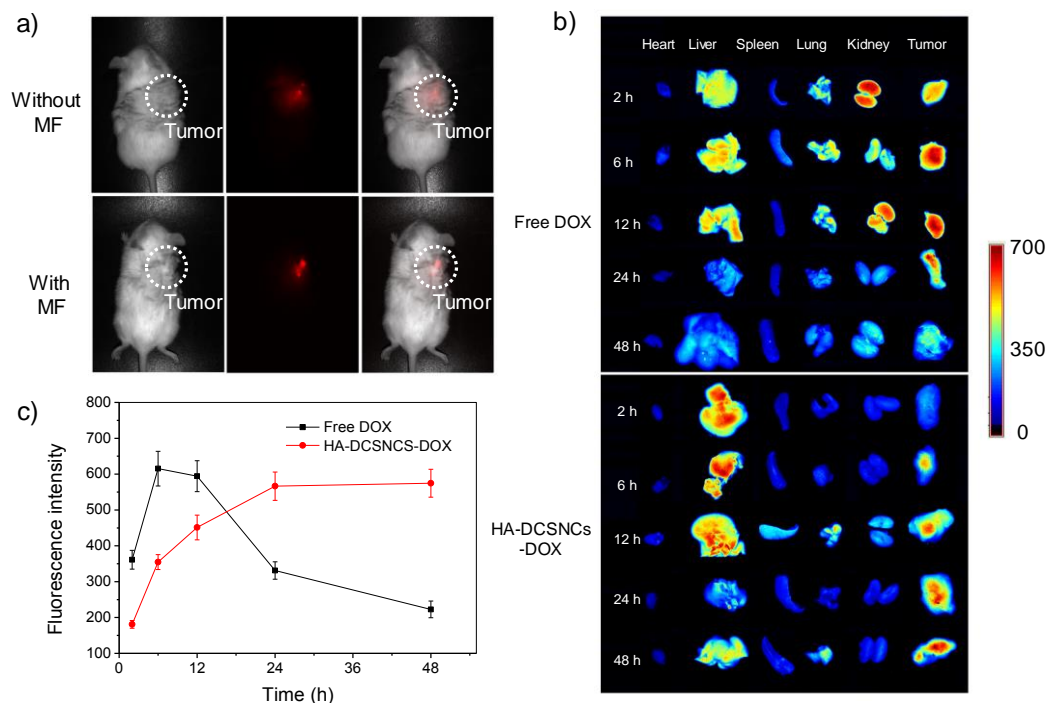 a)
Without
MF
Tumor
Tumor
With
MF
Tumor
Tumor
b)
Heart Liver Spleen Lung Kidney Tumor
2 h
6 h
Free DOX
12 h
24 h
48 h
2 h
6 h
HA-DCSNCs
-DOX
12 h
24 h
48 h
700
350
0
c)
800
700
600
500
400
300
200
100
Fluorescence intensity
Free DOX
HA-DCSNCS-DOX
0 12 24 36 48
Time (h)